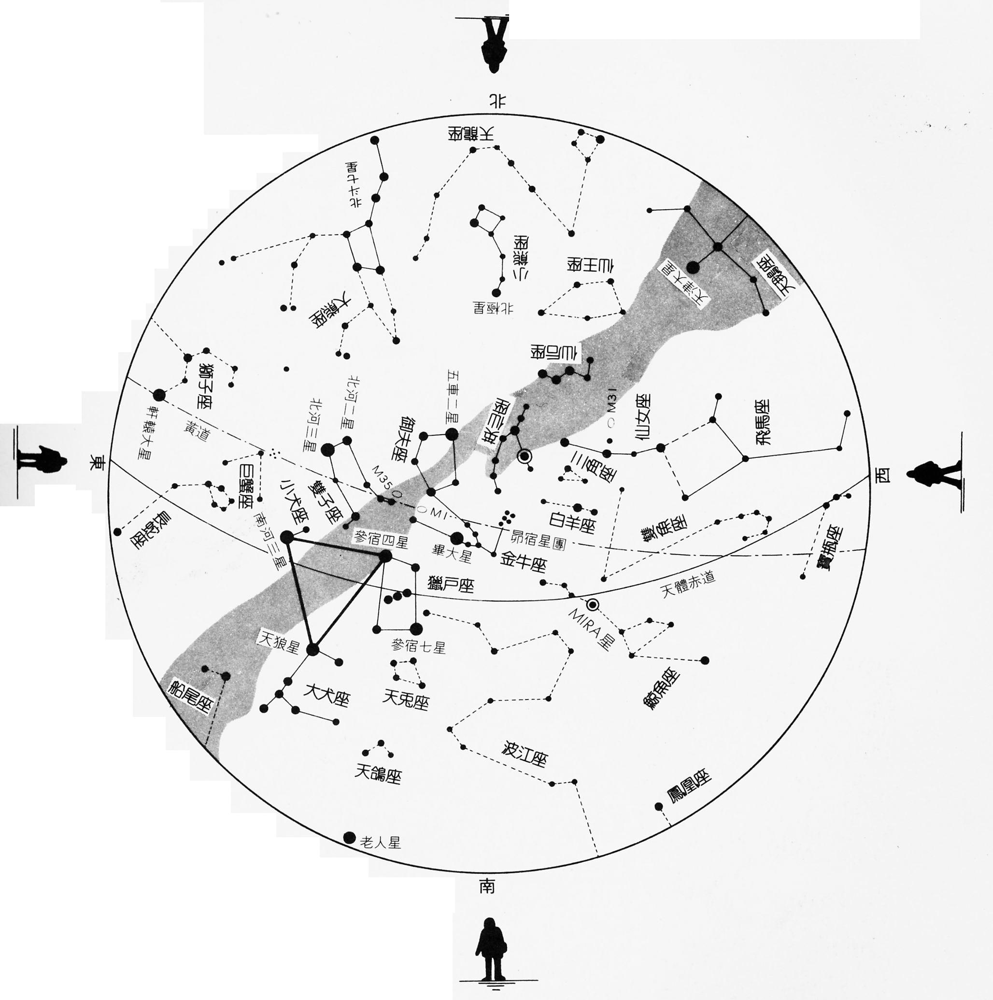 北
天龍座
北斗七星
小熊座
仙王座
天鵝座
天津大星
北極星
大熊座
仙后座
獅子座
軒轅大星
黃道
北河二星
北河三星
五車二星
御夫座
英仙座
M31
仙女座
飛馬座
三角座
東
西
巨蟹座
小犬座
雙子座
M35
M1
白羊座
雙魚座
寶瓶座
長蛇座
南河三星
參宿四星
畢大星
昴宿星團
金牛座
獵戶座
天體赤道
MIRA星
天狼星
參宿七星
船尾座
大犬座
天兎座
鯨魚座
波江座
天鴿座
鳳凰座
老人星
南